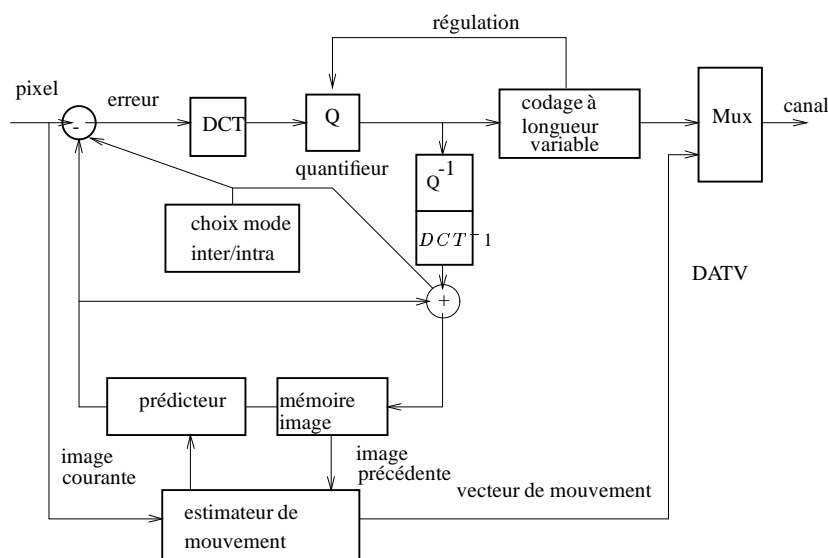 régulation
pixel
erreur
-
DCT
Q
codage à
longueur
variable
Mux
canal
quantifieur
Q-1
DCT-1
choix mode
inter/intra
DATV
+
prédicteur
mémoire
image
image
courante
image
précédente
vecteur de mouvement
estimateur de
mouvement